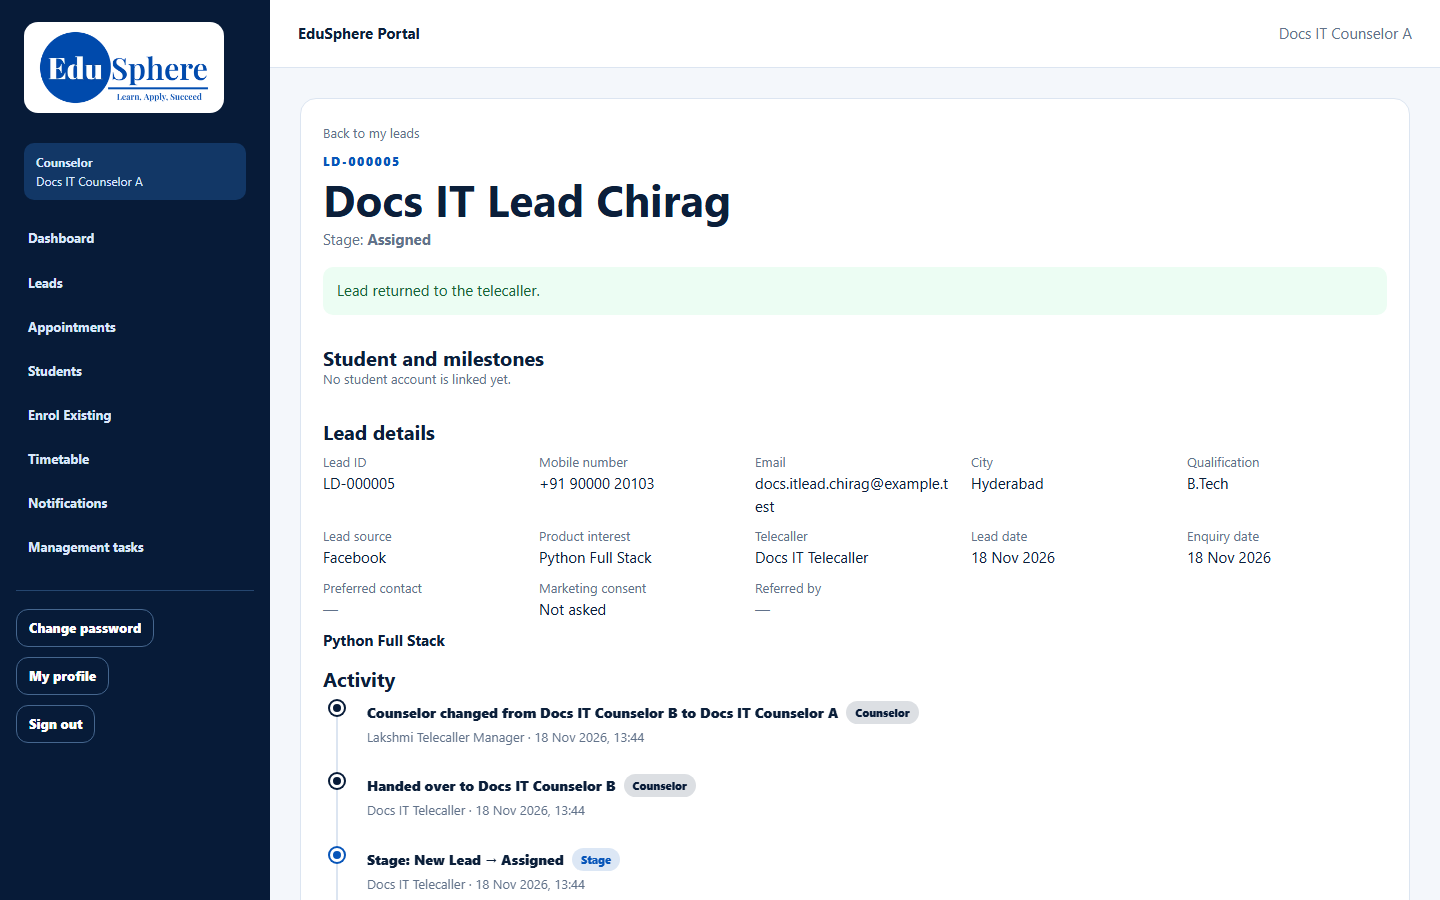 Edu Sphere
Learn. Apply, Succeed
Counselor
Docs IT Counselor A
Dashboard
Leads
Appointments
Students
Enrol Existing
Timetable
Notifications
Management tasks
Change password
My profile
Sign out
EduSphere Portal
Docs IT Counselor A
Back to my leads
LD-000005
Docs IT Lead Chirag
Stage: Assigned
Lead returned to the telecaller.
Student and milestones
No student account is linked yet.
Lead details
Lead ID
LD-000005
Mobile number
+91 90000 20103
Email
docs.itlead.chirag@example.t
est
City
Hyderabad
Qualification
B.Tech
Lead source
Facebook
Product interest
Python Full Stack
Telecaller
Docs IT Telecaller
Lead date
18 Nov 2026
Enquiry date
18 Nov 2026
Preferred contact
—
Marketing consent
Not asked
Referred by
—
Python Full Stack
Activity
Counselor changed from Docs IT Counselor B to Docs IT Counselor A Counselor
Lakshmi Telecaller Manager · 18 Nov 2026, 13:44
Handed over to Docs IT Counselor B Counselor
Docs IT Telecaller · 18 Nov 2026, 13:44
Stage: New Lead → Assigned Stage
Docs IT Telecaller · 18 Nov 2026, 13:44